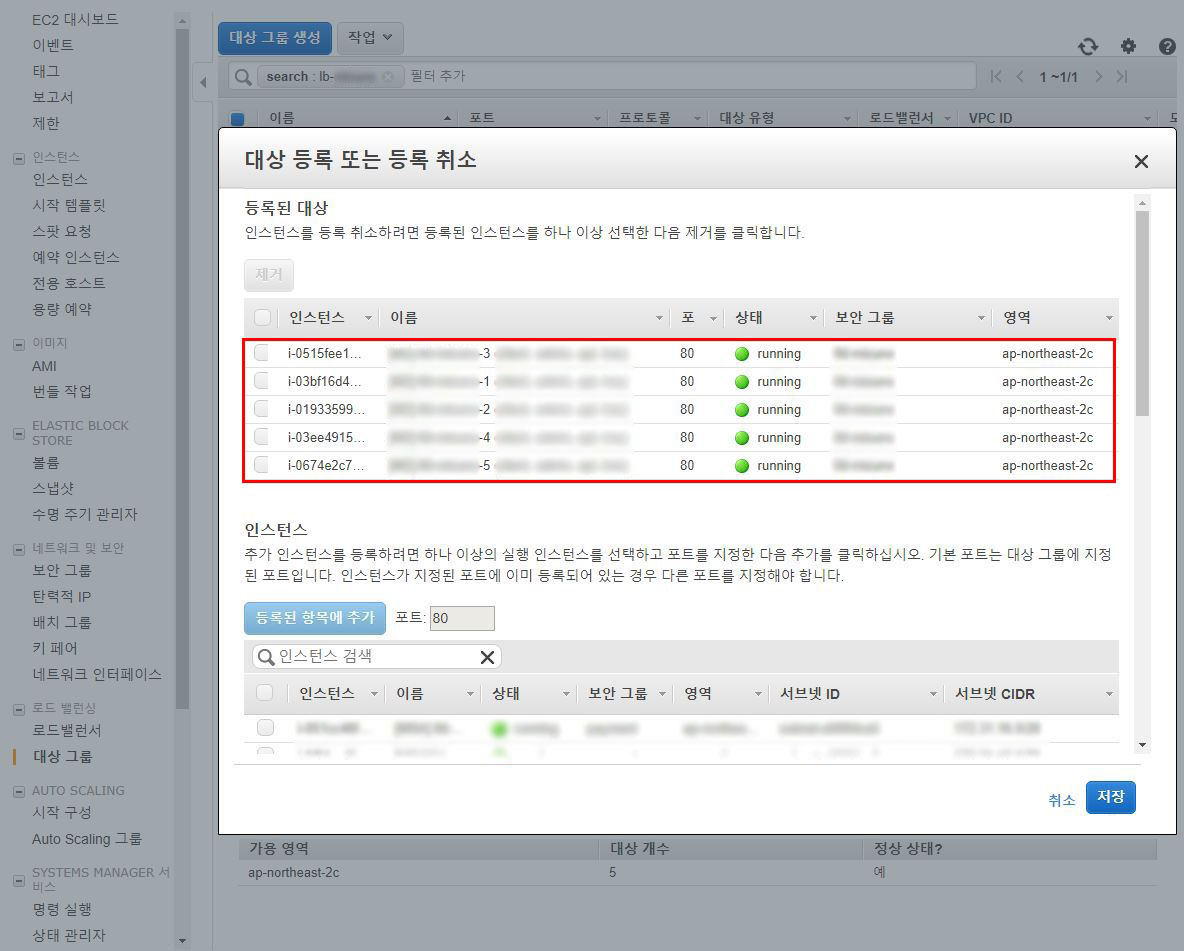 EC2 대시보드
이벤트
태그
보고서
제한
인스턴스
인스턴스
시작 템플릿
스팟 요청
예약 인스턴스
전용 호스트
용량 예약
이미지
AMI
번들 작업
ELASTIC BLOCK
STORE
볼륨
스냅샷
수명 주기 관리자
네트워크 및 보안
보안 그룹
탄력적 IP
배치 그룹
키 페어
네트워크 인터페이스
로드 밸런싱
로드밸런서
대상 그룹
AUTO SCALING
시작 구성
Auto Scaling 그룹
SYSTEMS MANAGER 서
비스
명령 실행
상태 관리자
대상 그룹 생성 작업
search : lb- 필터 추가 1 ~1/1
이름 포트 프로토콜 대상 유형 로드밸런서 VPC ID
대상 등록 또는 등록 취소
등록된 대상
인스턴스를 등록 취소하려면 등록된 인스턴스를 하나 이상 선택한 다음 제거를 클릭합니다.
제거
인스턴스 이름 포 상태 보안 그룹 영역
i-0515fee1... -3 80 running ap-northeast-2c
i-03bf16d4... -1 80 running ap-northeast-2c
i-01933599... -2 80 running ap-northeast-2c
i-03ee4915... -4 80 running ap-northeast-2c
i-0674e2c7... -5 80 running ap-northeast-2c
인스턴스
추가 인스턴스를 등록하려면 하나 이상의 실행 인스턴스를 선택하고 포트를 지정한 다음 추가를 클릭하십시오. 기본 포트는 대상 그룹에 지정
된 포트입니다. 인스턴스가 지정된 포트에 이미 등록되어 있는 경우 다른 포트를 지정해야 합니다.
등록된 항목에 추가 포트: 80
인스턴스 검색
인스턴스 이름 상태 보안 그룹 영역 서브넷 ID 서브넷 CIDR
취소 저장
가용 영역 대상 개수 정상 상태?
ap-northeast-2c 5 예